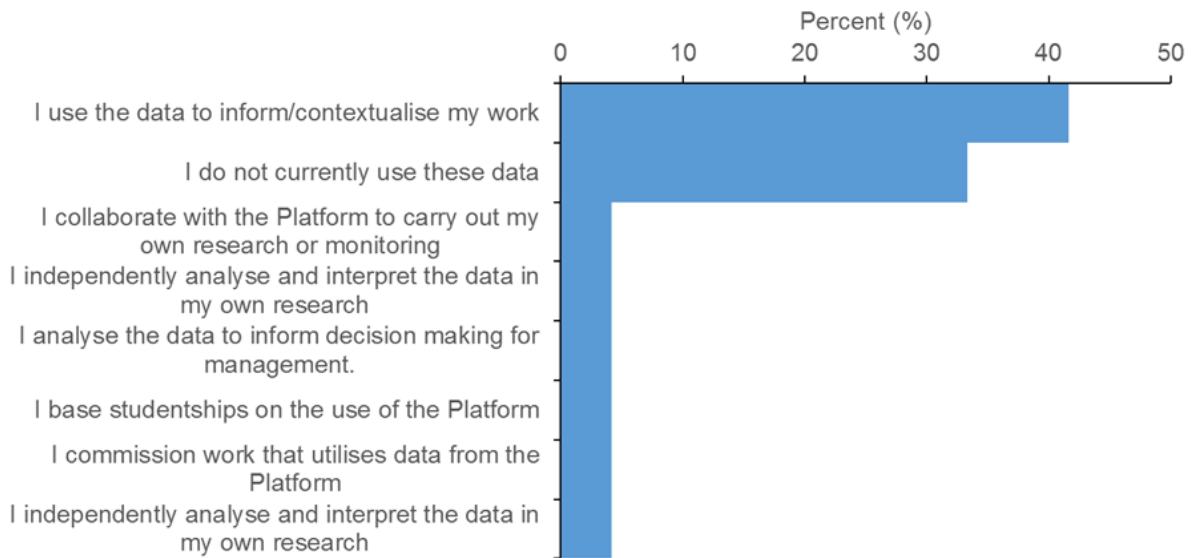 Percent (%)
0 10 20 30 40 50
I use the data to inform/contextualise my work
I do not currently use these data
I collaborate with the Platform to carry out my
own research or monitoring
I independently analyse and interpret the data in
my own research
I analyse the data to inform decision making for
management.
I base studentships on the use of the Platform
I commission work that utilises data from the
Platform
I independently analyse and interpret the data in
my own research